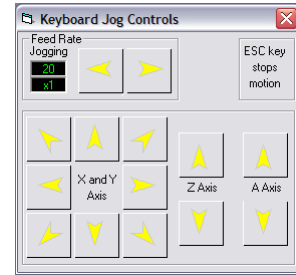 Keyboard Jog Controls
Feed Rate
Jogging
20
x1
ESC key
stops
motion
X and Y
Axis
Z Axis
A Axis